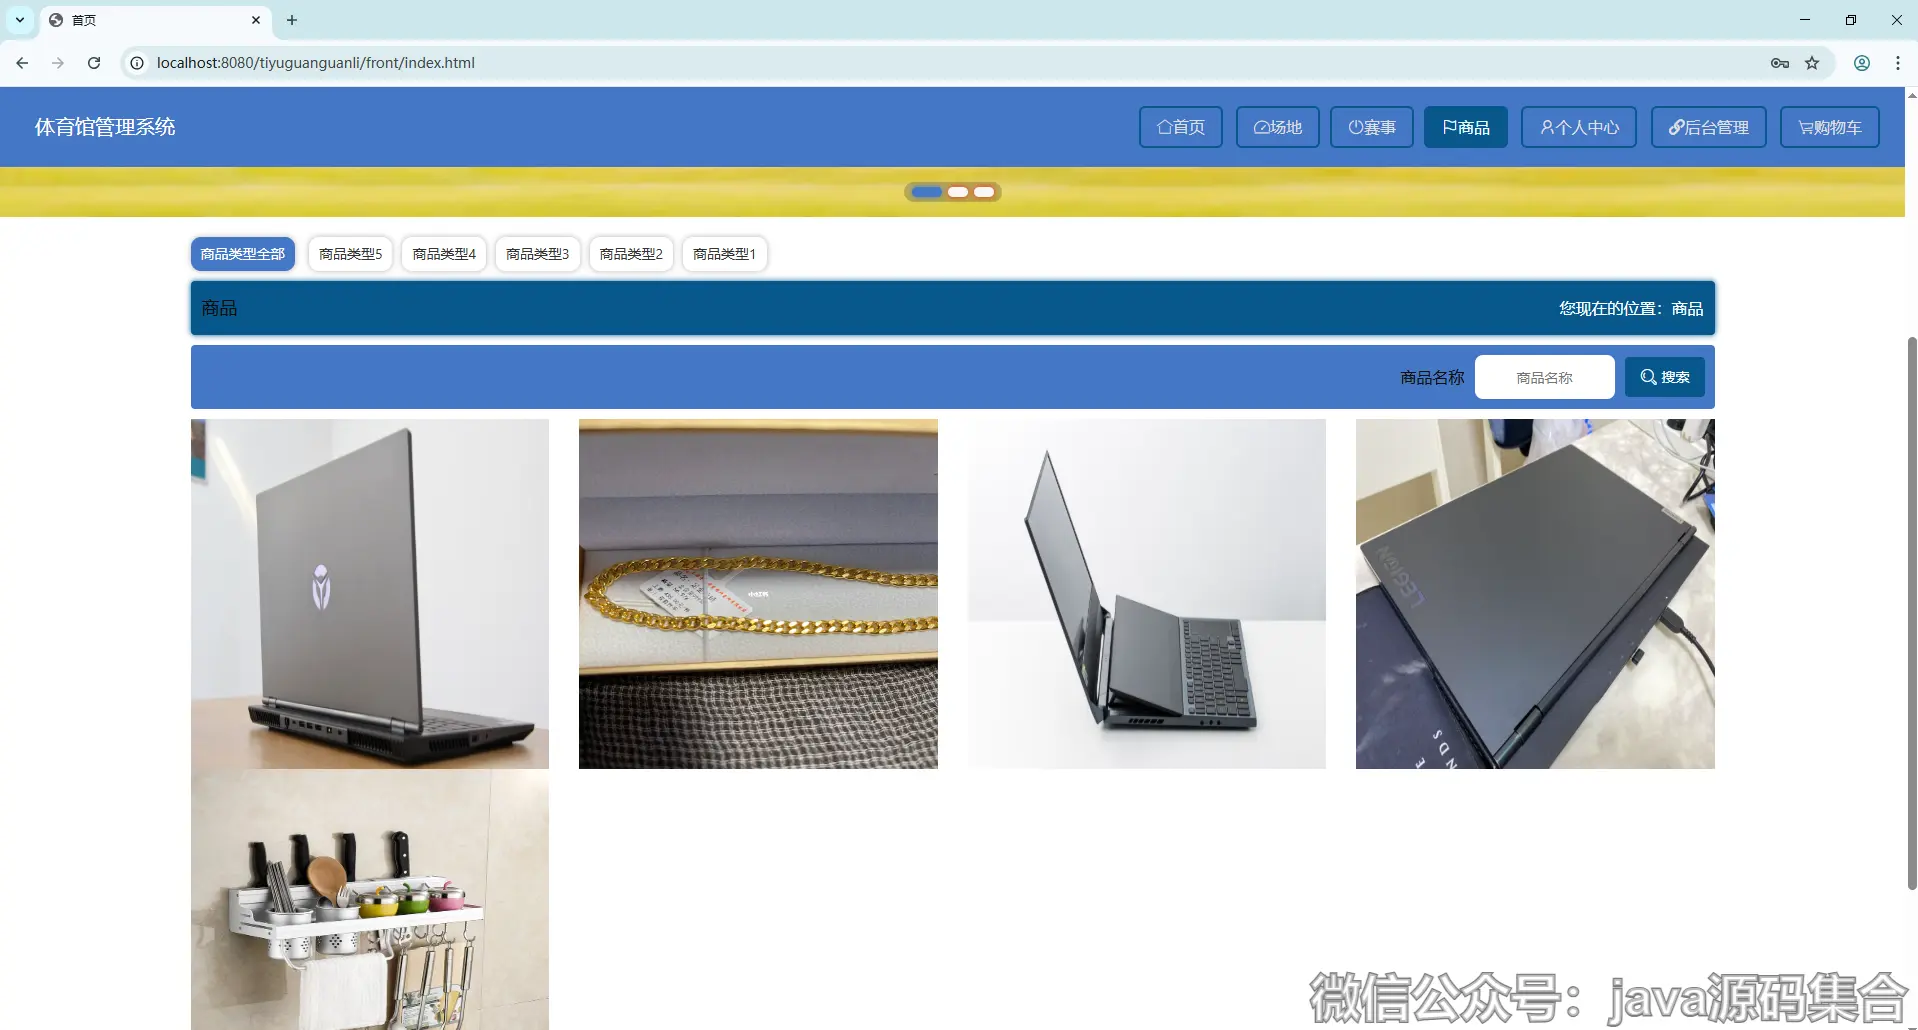 首页
localhost:8080/tiyuguanguanli/front/index.html
体育馆管理系统
首页
场地
赛事
商品
个人中心
后台管理
购物车
商品类型全部
商品类型5
商品类型4
商品类型3
商品类型2
商品类型1
商品
您现在的位置：商品
商品名称
商品名称
搜索
LEGION
微信公众号：java源码集合